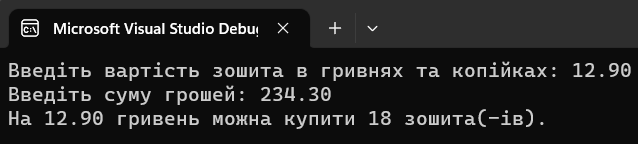 Microsoft Visual Studio Debug
Введіть вартість зошита в гривнях та копійках: 12.90
Введіть суму грошей: 234.30
На 12.90 гривень можна купити 18 зошита(-ів).